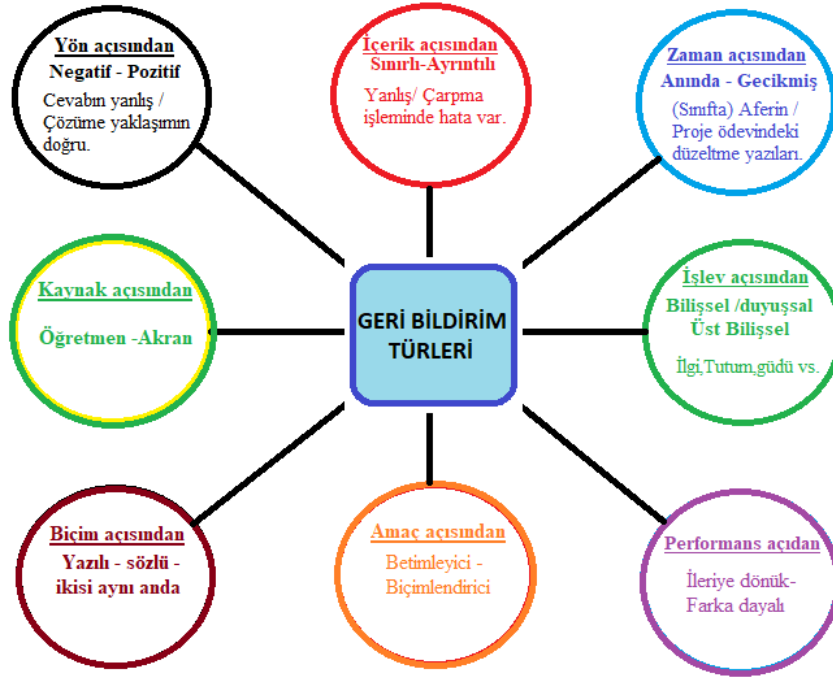 Yön açısından
Negatif - Pozitif
Cevabın yanlış /
Çözüme yaklaşımın
doğru.
İçerik açısından
Sınırlı-Ayrıntılı
Yanlış/ Çarpma
işleminde hata var.
Zaman açısından
Anında - Gecikmiş
(Sınıfta) Aferin /
Proje ödevindeki
düzeltme yazıları.
Kaynak açısından
Öğretmen -Akran
GERİ BİLDİRİM
TÜRLERİ
İşlev açısından
Bilişsel /duyuşsal
Üst Bilişsel
İlgi,Tutum,güdü vs.
Biçim açısından
Yazılı - sözlü -
ikisi aynı anda
Amaç açısından
Betimleyici -
Biçimlendirici
Performans açıdan
İleriye dönük-
Farka dayalı